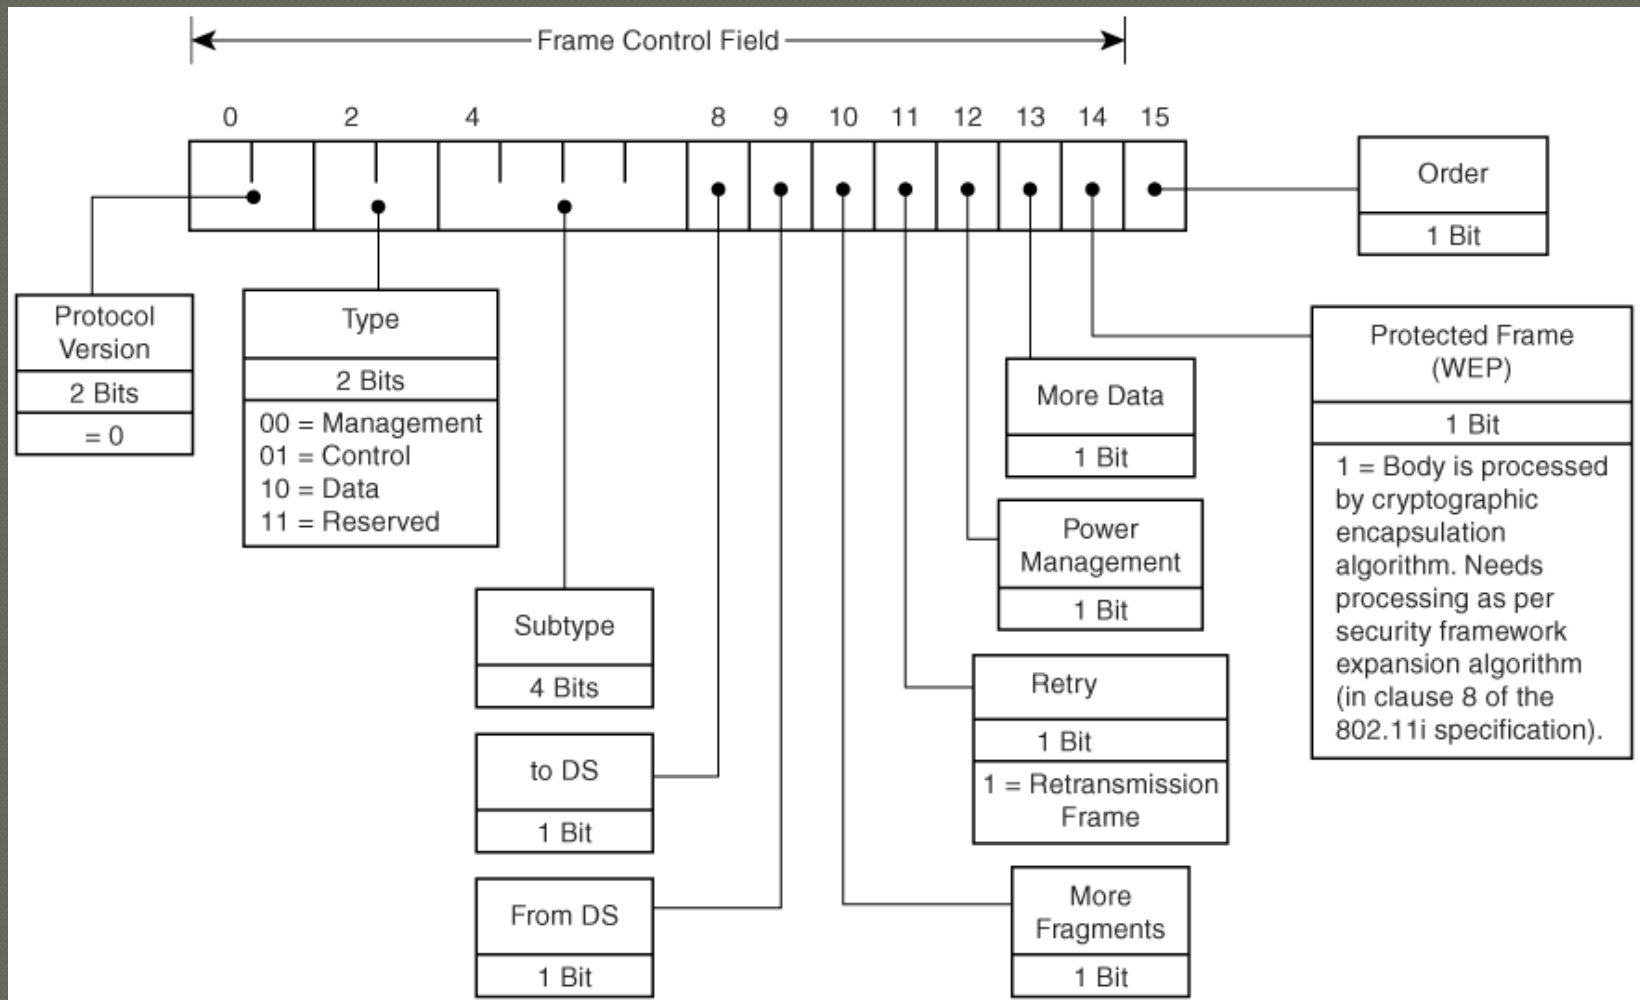 Frame Control Field
0 2 4 8 9 10 11 12 13 14 15
Order
1 Bit
Protocol
Version
2 Bits
= 0
Type
2 Bits
00 = Management
01 = Control
10 = Data
11 = Reserved
Subtype
4 Bits
to DS
1 Bit
From DS
1 Bit
More Data
1 Bit
Power
Management
1 Bit
Retry
1 Bit
1 = Retransmission
Frame
More
Fragments
1 Bit
Protected Frame
(WEP)
1 Bit
1 = Body is processed
by cryptographic
encapsulation
algorithm. Needs
processing as per
security framework
expansion algorithm
(in clause 8 of the
802.11i specification).